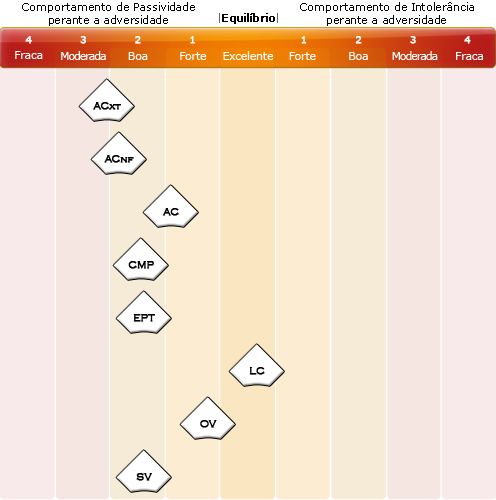 Comportamento de Passividade
perante a adversidade
|Equilíbrio|
Comportamento de Intolerância
perante a adversidade
4 3 2 1 1 2 3 4
Fraca Moderada Boa Forte Excelente Forte Boa Moderada Fraca
ACXT
ACNF
AC
CMP
EPT
LC
OV
SV